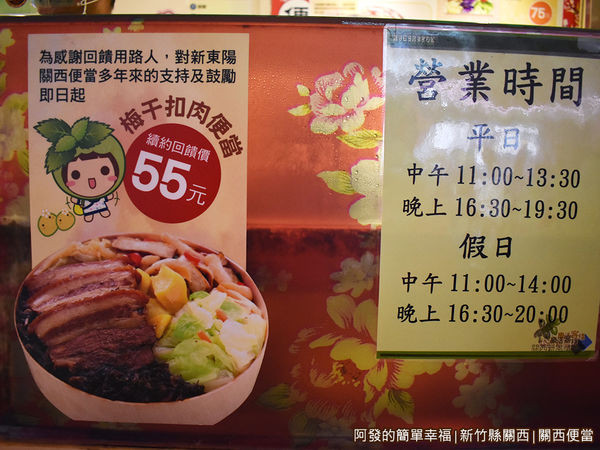 為感謝回饋用路人，對新東陽
關西便當多年來的支持及鼓勵
即日起
梅干扣肉便當
續約回饋價
55元
75
營業時間
平日
中午 11:00~13:30
晚上 16:30~19:30
假日
中午 11:00~14:00
晚上 16:30~20:00
阿發的簡單幸福|新竹縣關西|關西便當